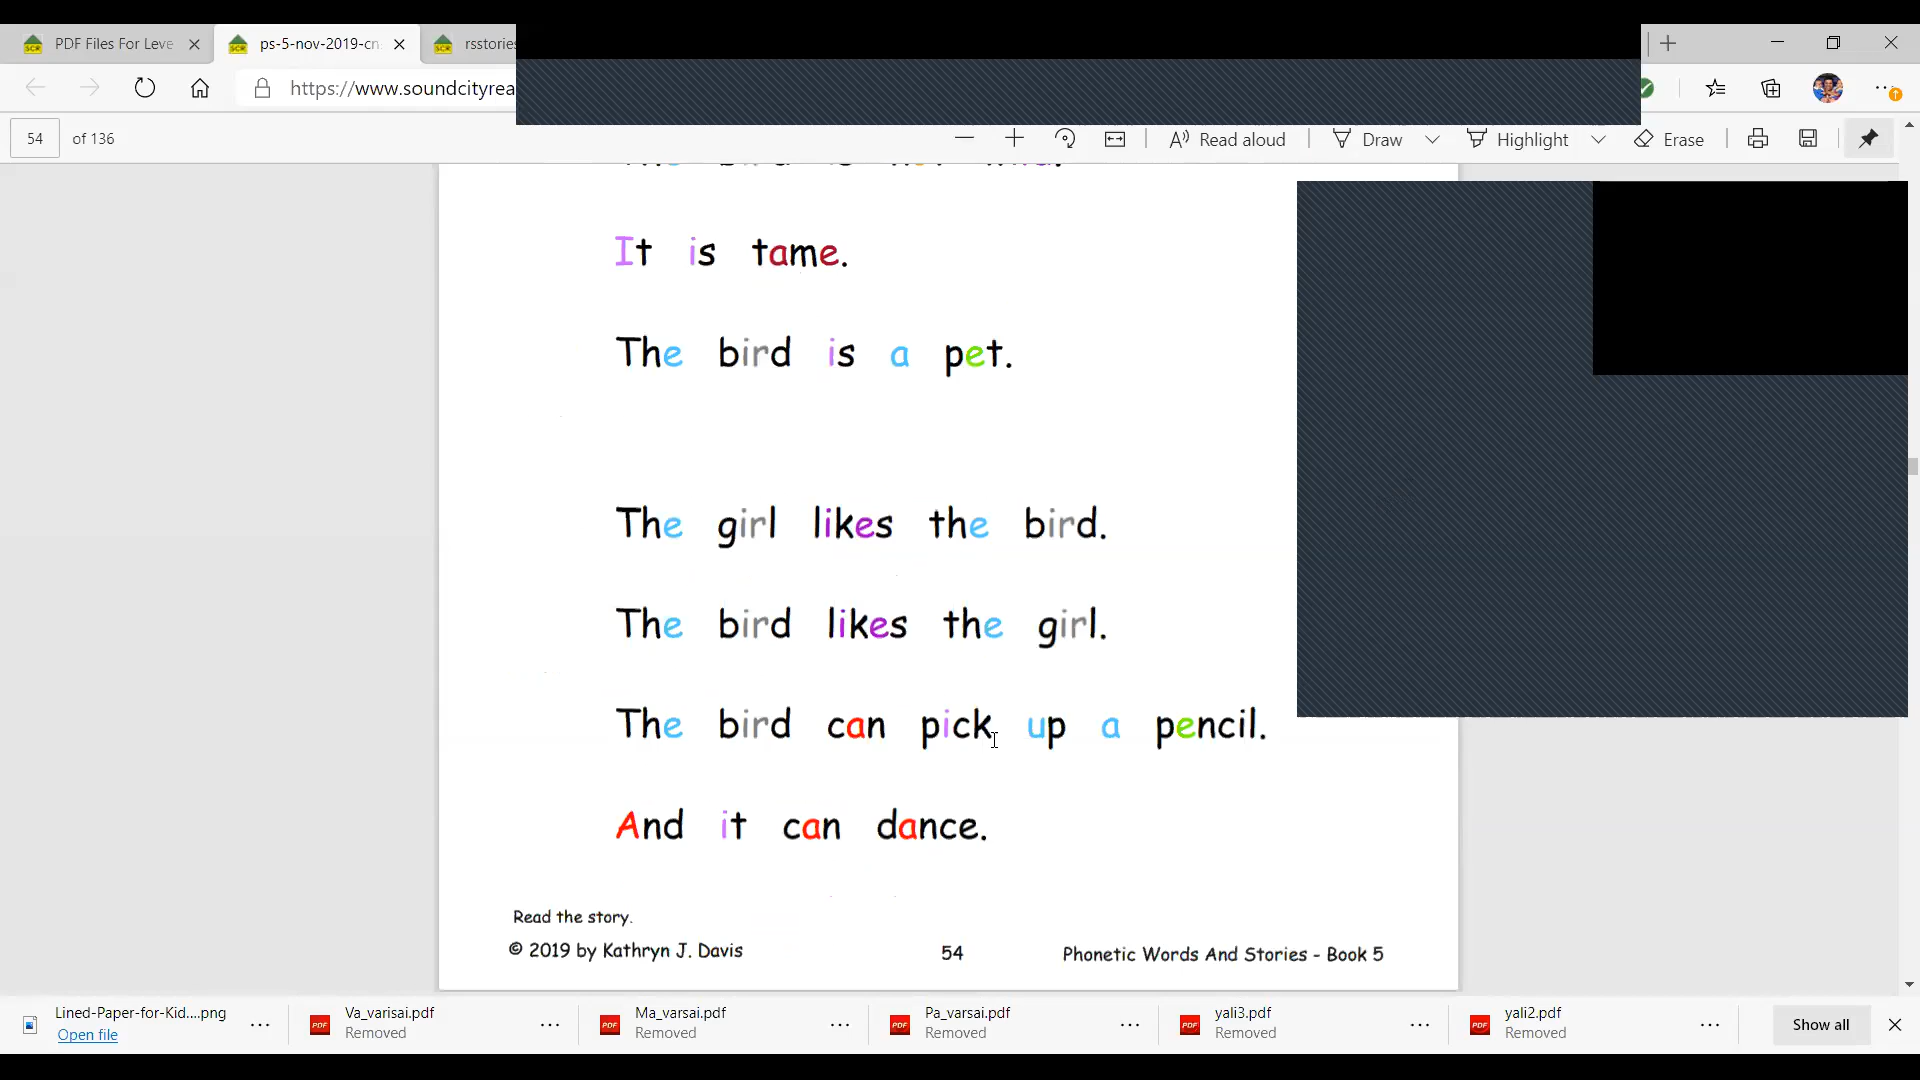 PDF Files For Leve
ps-5-nov-2019-cn
rsstories
https://www.soundcityrea
54 of 136
Read aloud
Draw
Highlight
Erase
It is tame.
The bird is a pet.
The girl likes the bird.
The bird likes the girl.
The bird can pick up a pencil.
And it can dance.
Read the story.
© 2019 by Kathryn J. Davis
54
Phonetic Words And Stories - Book 5
Lined-Paper-for-Kid....png
Open file
Va_varisai.pdf
Removed
Ma_varsai.pdf
Removed
Pa_varsai.pdf
Removed
yali3.pdf
Removed
yali2.pdf
Removed
Show all